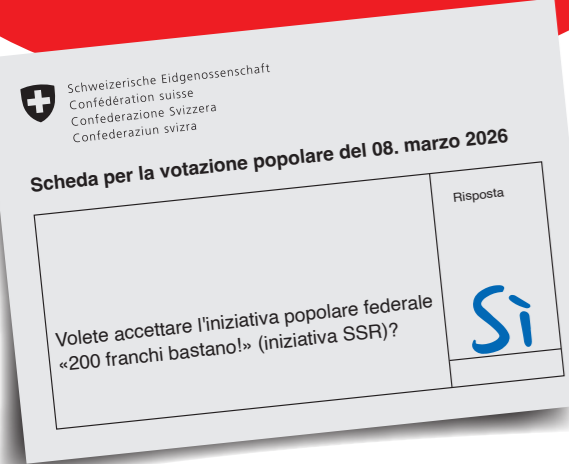 Schweizerische Eidgenossenschaft
Confédération suisse
Confederazione Svizzera
Confederaziun svizra
Scheda per la votazione popolare del 08. marzo 2026
Risposta
Volete accettare l'iniziativa popolare federale
«200 franchi bastano!» (iniziativa SSR)?
Sì